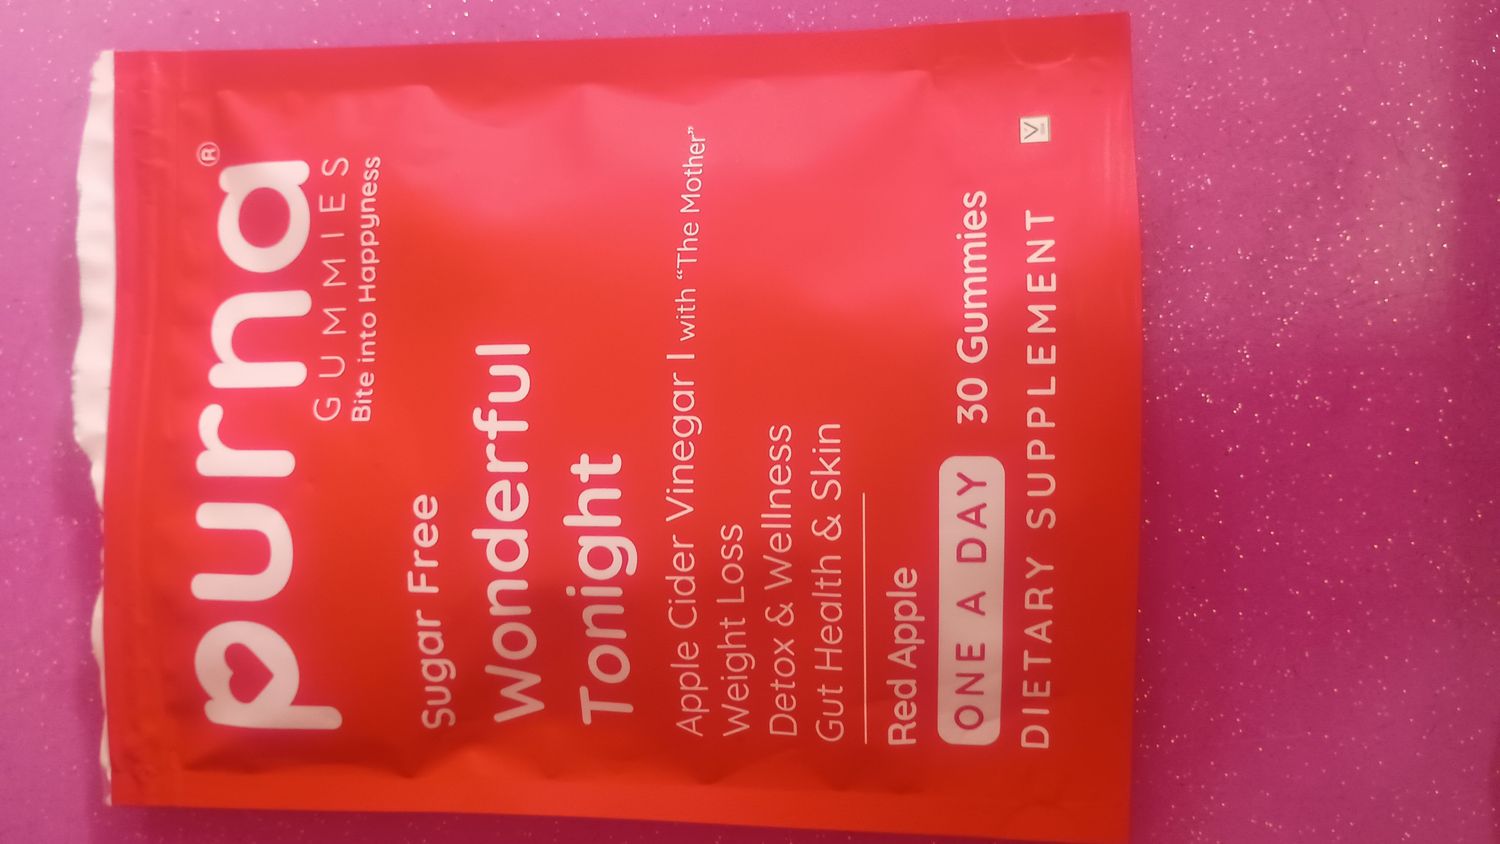 purna®
GUMMIES
Bite into Happyness
Sugar Free
Wonderful
Tonight
Apple Cider Vinegar | with “The Mother”
Weight Loss
Detox & Wellness
Gut Health & Skin
Red Apple
ONE A DAY 30 Gummies
DIETARY SUPPLEMENT